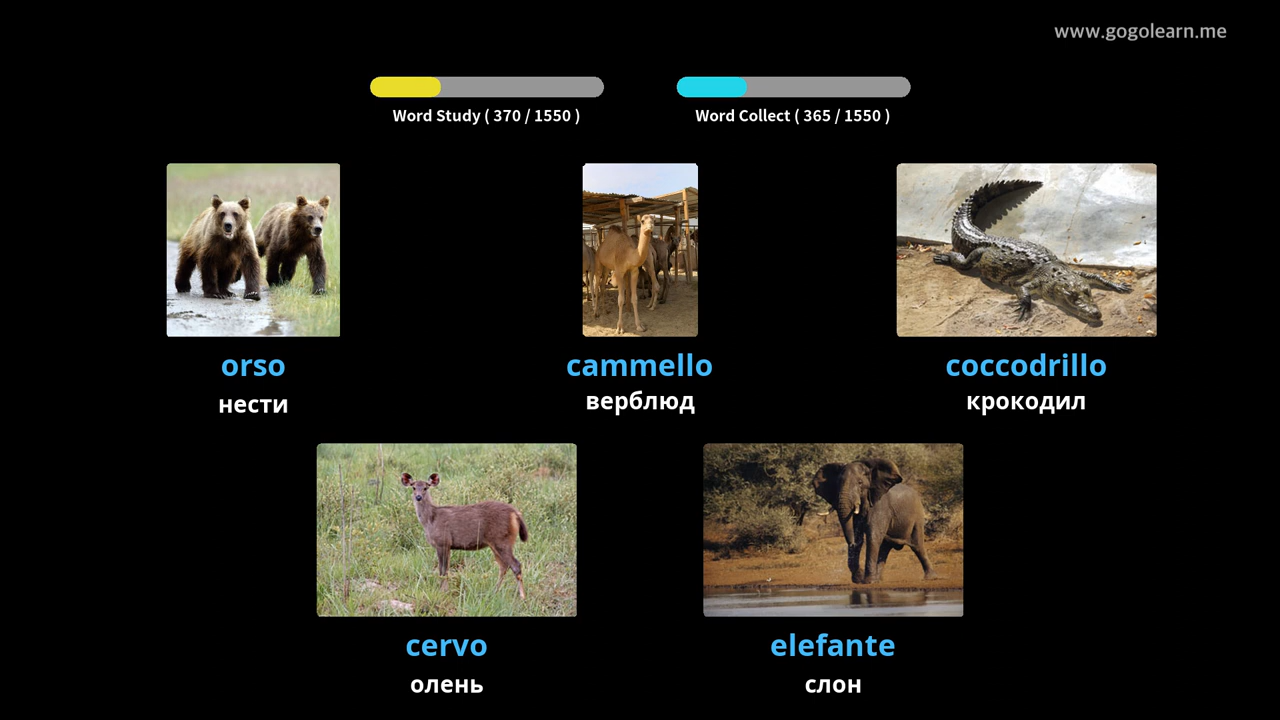 www.gogolearn.me
Word Study ( 370 / 1550 )
Word Collect ( 365 / 1550 )
orso
нести
cammello
верблюд
coccodrillo
крокодил
cervo
олень
elefante
слон